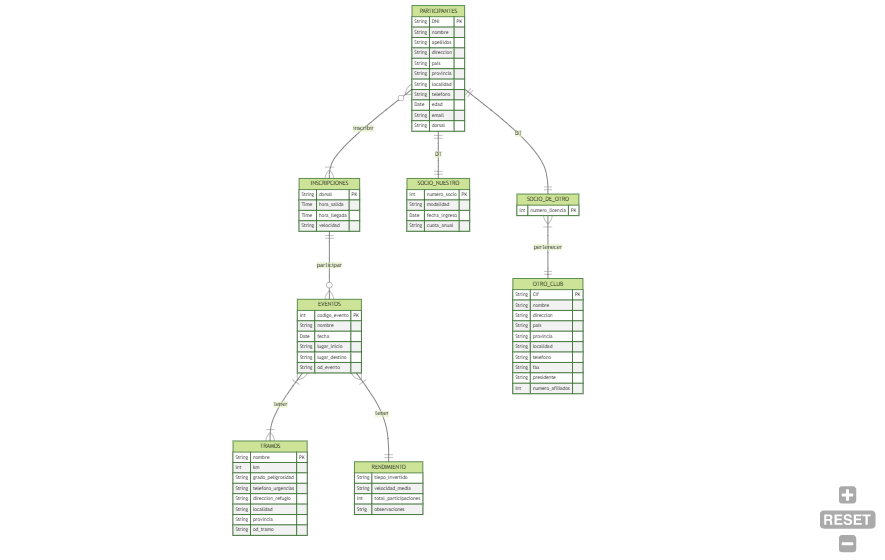 PARTICIPANTES
String DNI PK
String nombre
String apellidos
String direccion
String pais
String provincia
String localidad
String telefono
Date edad
String email
String dorsal
inscribir
INSCRIPCIONES
String dorsal PK
Time hora_salida
Time hora_llegada
String velocidad
SOCIO_NUESTRO
Int numero_socio PK
String modalidad
Date fecha_ingreso
String cuota_anual
SOCIO_DE_OTRO
Int numero_licencia PK
participar
pertenecer
EVENTOS
Int codigo_evento PK
String nombre
Date fecha
String lugar_inicio
String lugar_destino
String od_evento
OTRO_CLUB
String CIF PK
String nombre
String direccion
String pais
String provincia
String localidad
String telefono
String fax
String presidente
Int numero_afiliados
tener
tener
TRAMOS
String nombre PK
Int km
String grado_peligrosidad
String telefono_urgencias
String direccion_refugio
String localidad
String provincia
String od_tramo
RENDIMIENTO
String tiepo_invertido
String velocidad_media
Int total_participaciones
Strig observaciones
RESET